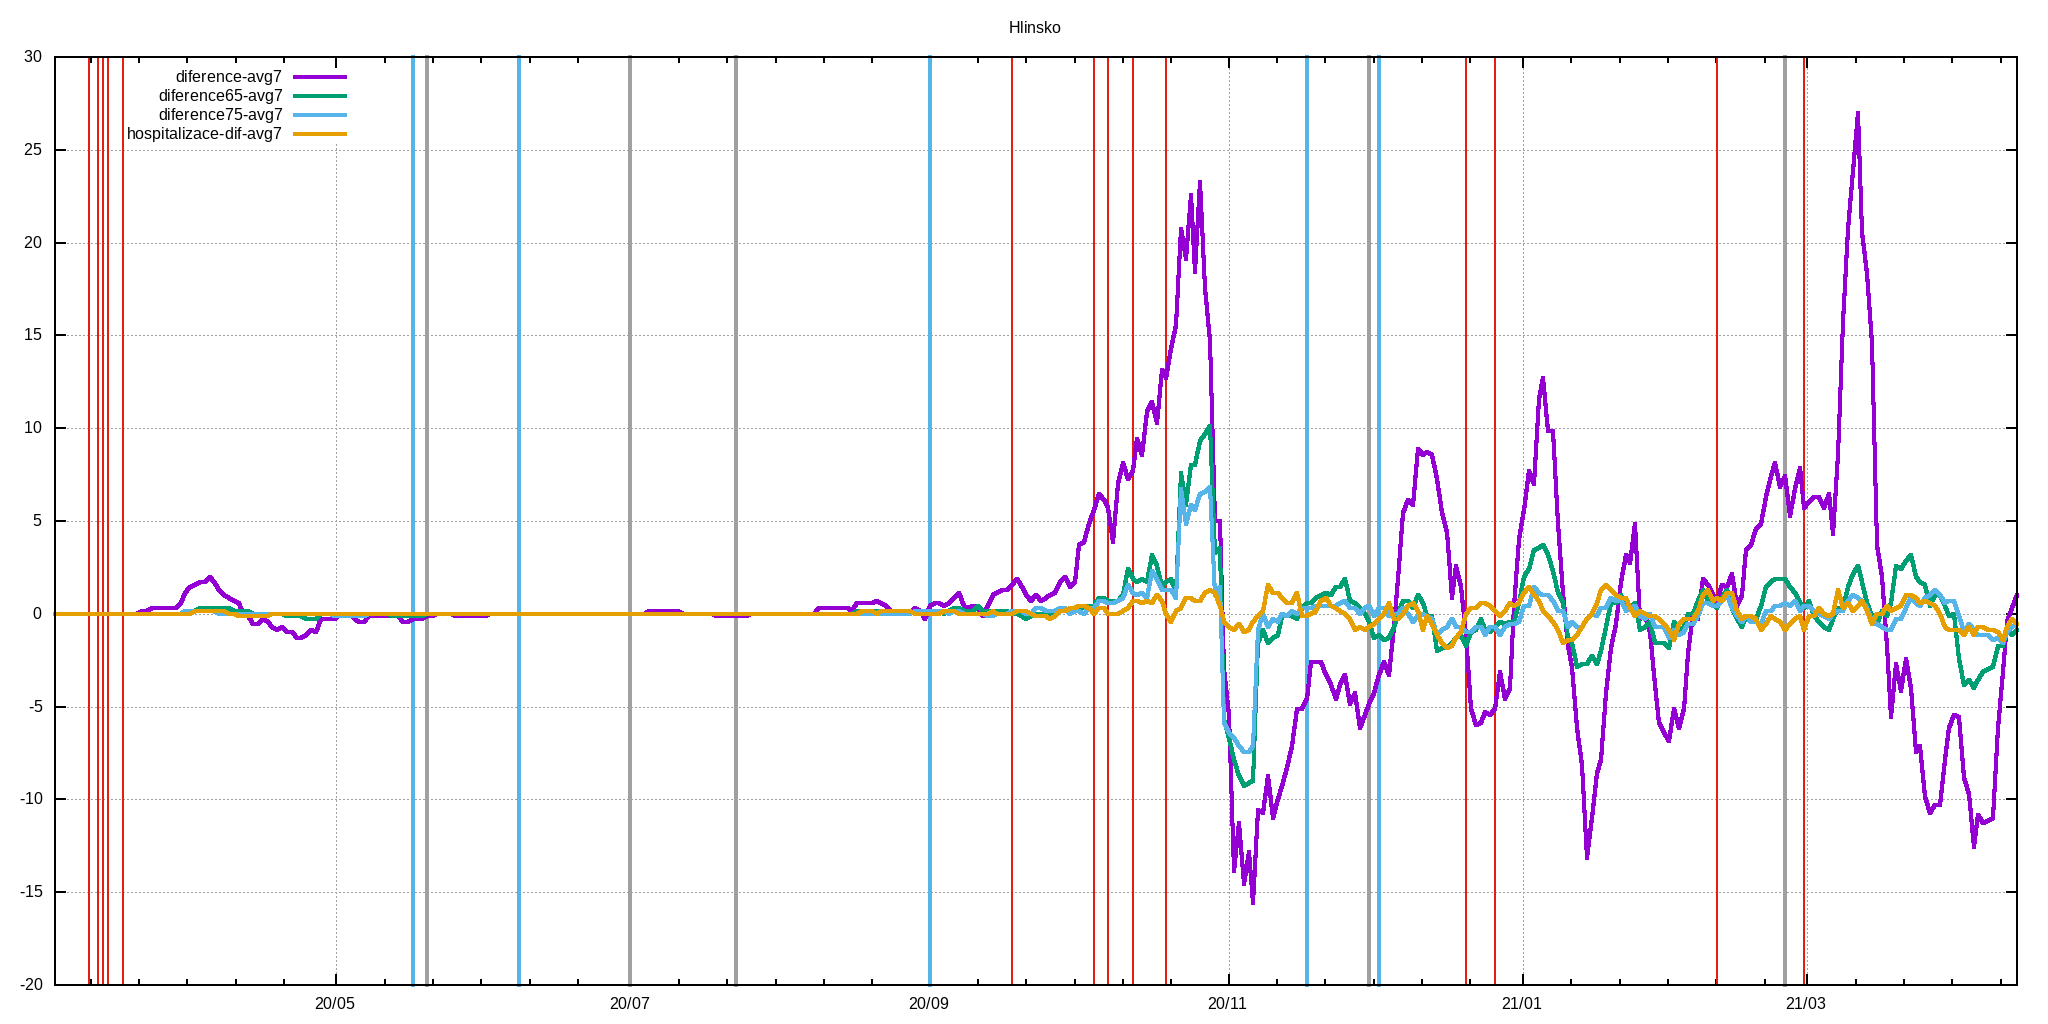 Hlinsko
30
25
20
15
10
5
0
-5
-10
-15
-20
diference-avg7
diference65-avg7
diference75-avg7
hospitalizace-dif-avg7
20/05 20/07 20/09 20/11 21/01 21/03